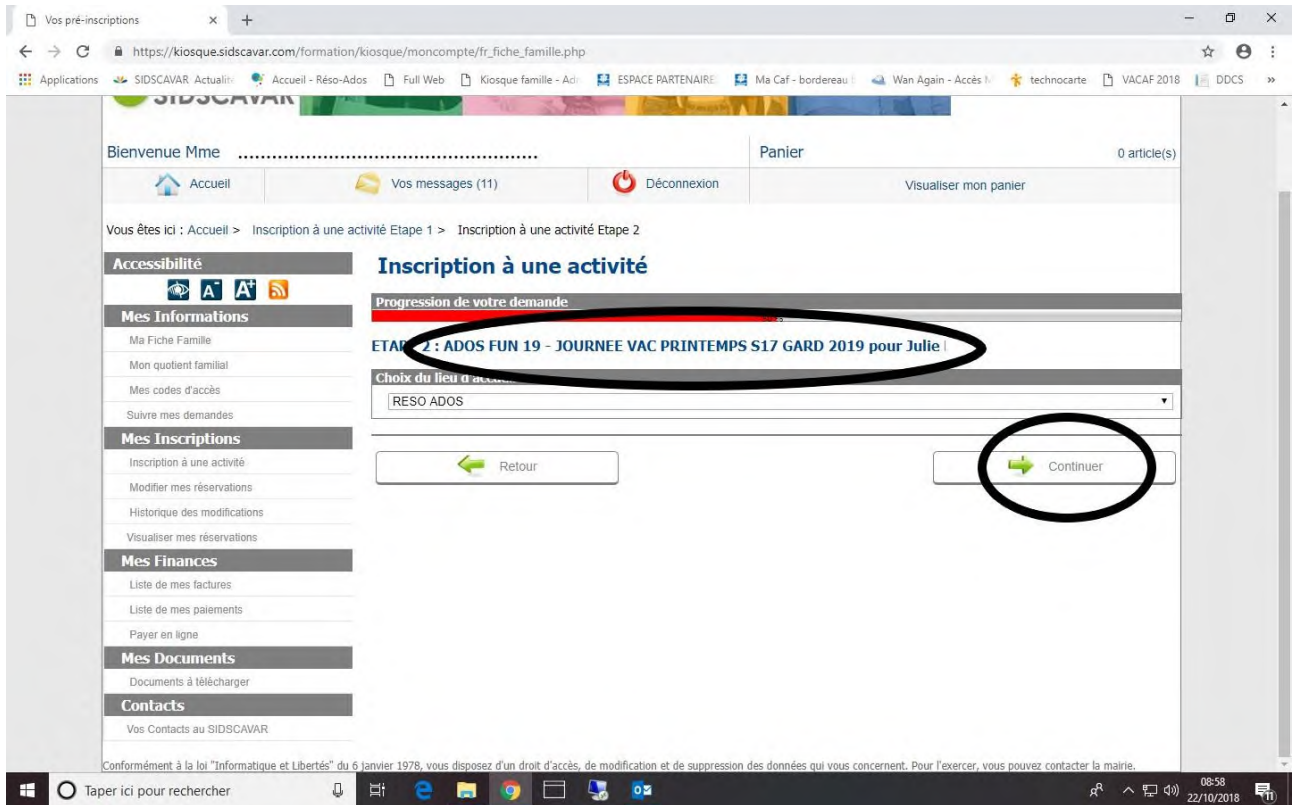 Vos pré-inscriptions
https://kiosque.sidscavar.com/formation/kiosque/moncompte/fr_fiche_famille.php
Applications SIDSCAVAR Actualit Accueil - Réso-Ados Full Web Kiosque famille - Adr ESPACE PARTENAIRE Ma Caf - bordereau Wan Again - Accès technocarte VACAF 2018 DDCS »
SIDSCAVAR
Bienvenue Mme ...................................................... Panier 0 article(s)
Accueil Vos messages (11) Déconnexion Visualiser mon panier
Vous êtes ici : Accueil > Inscription à une activité Etape 1 > Inscription à une activité Etape 2
Accessibilité
A- A+
Mes Informations
Ma Fiche Famille
Mon quotient familial
Mes codes d'accès
Suivre mes demandes
Mes Inscriptions
Inscription à une activité
Modifier mes réservations
Historique des modifications
Visualiser mes réservations
Mes Finances
Liste de mes factures
Liste de mes paiements
Payer en ligne
Mes Documents
Documents à télécharger
Contacts
Vos Contacts au SIDSCAVAR
Inscription à une activité
Progression de votre demande
2 : ADOS FUN 19 - JOURNEE VAC PRINTEMPS S17 GARD 2019 pour Julie
Choix du lieu
RESO ADOS
Retour
Continuer
Conformément à la loi "Informatique et Libertés" du 6 janvier 1978, vous disposez d'un droit d'accès, de modification et de suppression des données qui vous concernent. Pour l'exercer, vous pouvez contacter la mairie.
Taper ici pour rechercher
08:58
22/10/2018